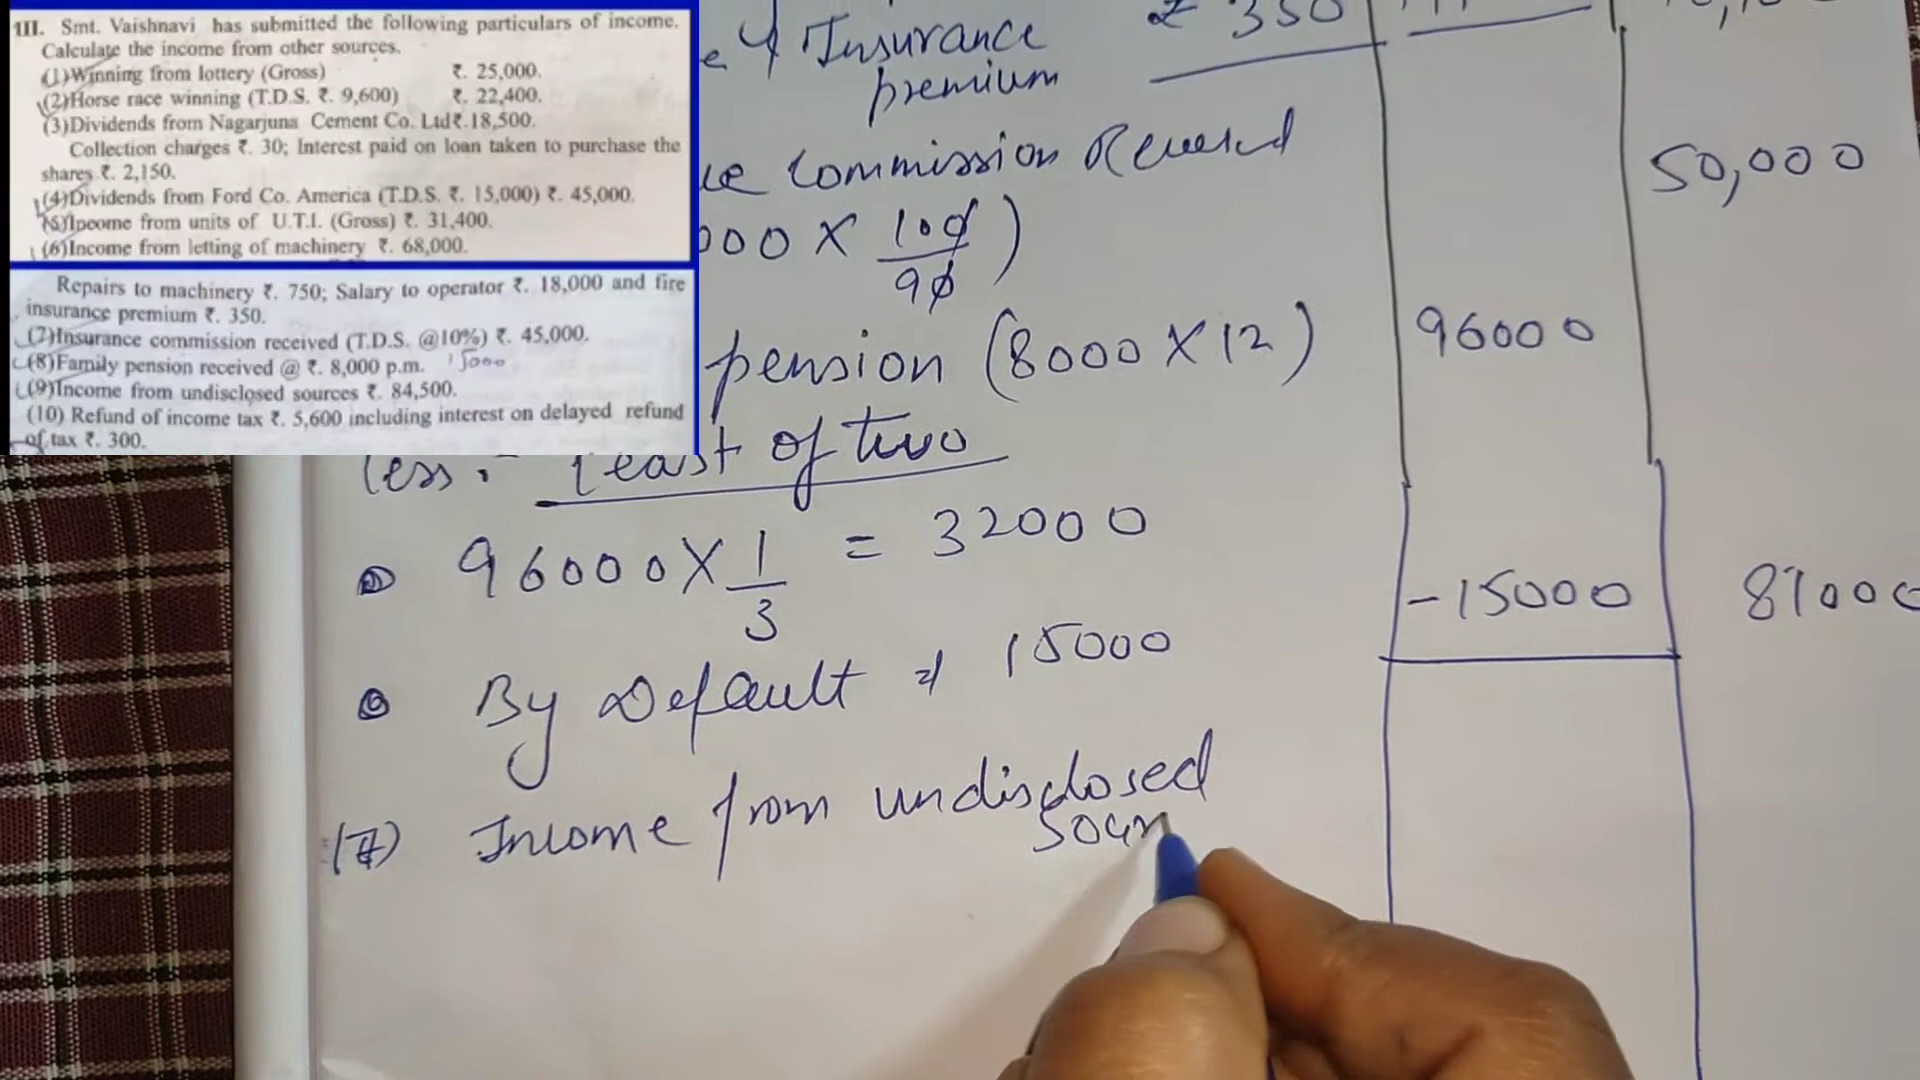 III. Smt. Vaishnavi has submitted the following particulars of income.
Calculate the income from other sources.
(1)Winning from lottery (Gross) ₹. 25,000.
(2)Horse race winning (T.D.S. ₹. 9,600) ₹. 22,400.
(3)Dividends from Nagarjuna Cement Co. Ltd₹.18,500.
Collection charges ₹. 30; Interest paid on loan taken to purchase the
shares ₹. 2,150.
(4)Dividends from Ford Co. America (T.D.S. ₹. 15,000) ₹. 45,000.
(5)Income from units of U.T.I. (Gross) ₹. 31,400.
(6)Income from letting of machinery ₹. 68,000.
Repairs to machinery ₹. 750; Salary to operator ₹. 18,000 and fire
insurance premium ₹. 350.
(7)Insurance commission received (T.D.S. @10%) ₹. 45,000.
(8)Family pension received @ ₹. 8,000 p.m. 15000
(9)Income from undisclosed sources ₹. 84,500.
(10) Refund of income tax ₹. 5,600 including interest on delayed refund
of tax ₹. 300.
Insurance ₹ 350
premium
Commission Received 50,000
000 X 100/90)
pension (8000 X 12) 96000
less: Least of two
96000 X 1/3 = 32000
-15000 81000
By Default 15000
(7) Income from undisclosed
sour